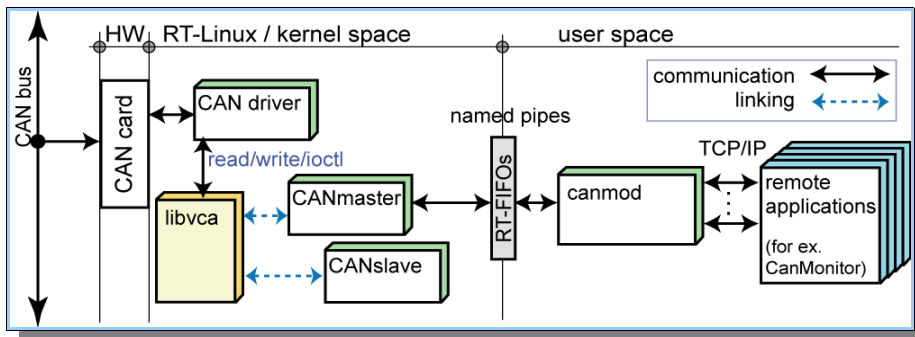 HW
RT-Linux / kernel space
user space
CAN bus
CAN card
CAN driver
communication
linking
named pipes
read/write/ioctl
TCP/IP
libvca
CANmaster
RT-FIFOs
canmod
remote
applications
(for ex.
CanMonitor)
CANslave